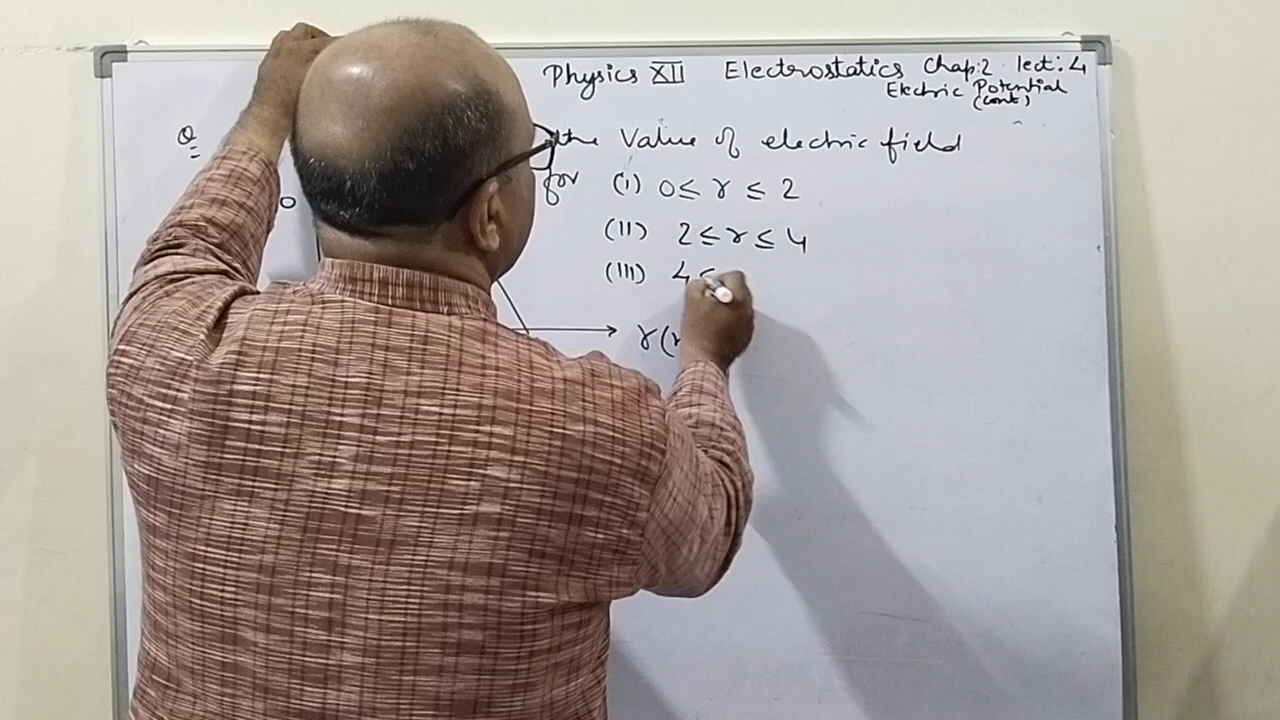 Physics XII Electrostatics Chap:2 lect:4
Electric Potential
(cont)
Q the Value of electric field
for (I) 0 ≤ r ≤ 2
0
(II) 2 ≤ r ≤ 4
(III) 4 ≤
r(